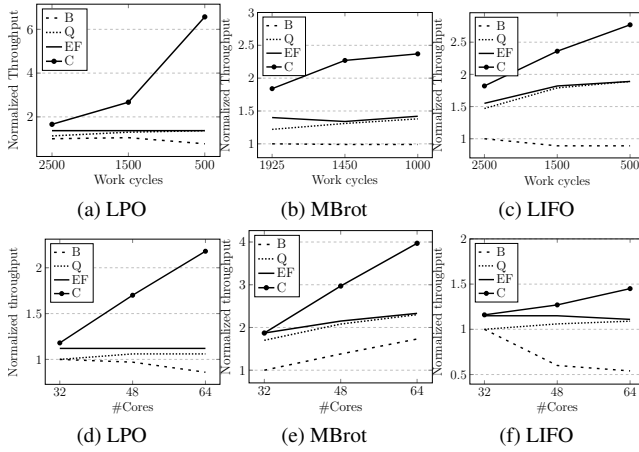 B
Q
EF
C
Normalized Throughput
6
4
2
2500
1500
500
Work cycles
(a) LPO
B
Q
EF
C
Normalized Throughput
3
2.5
2
1.5
1
1925
1450
1000
Work cycles
(b) MBrot
B
Q
EF
C
Normalized Throughput
2.5
2
1.5
1
2500
1500
500
Work cycles
(c) LIFO
B
Q
EF
C
Normalized throughput
2
1.5
1
32
48
64
#Cores
(d) LPO
B
Q
EF
C
Normalized throughput
4
3
2
1
32
48
64
#Cores
(e) MBrot
B
Q
EF
C
Normalized throughput
2
1.5
1
0.5
32
48
64
#Cores
(f) LIFO